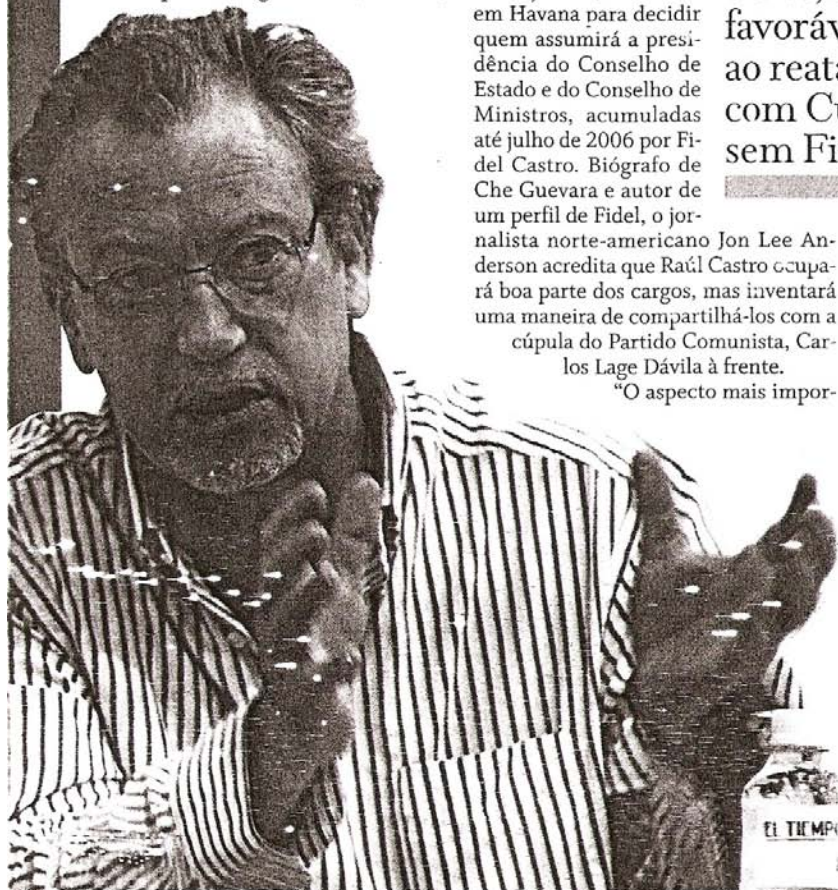 em Havana para decidir
quem assumirá a presi-
dência do Conselho de
Estado e do Conselho de
Ministros, acumuladas
até julho de 2006 por Fi-
del Castro. Biógrafo de
Che Guevara e autor de
um perfil de Fidel, o jor-
nalista norte-americano Jon Lee An-
derson acredita que Raúl Castro ocupa-
rá boa parte dos cargos, mas inventará
uma maneira de compartilhá-los com a
cúpula do Partido Comunista, Car-
los Lage Dávila à frente.
“O aspecto mais impor-
favoráv
ao reata
com Cu
sem Fi
EL TIEMP